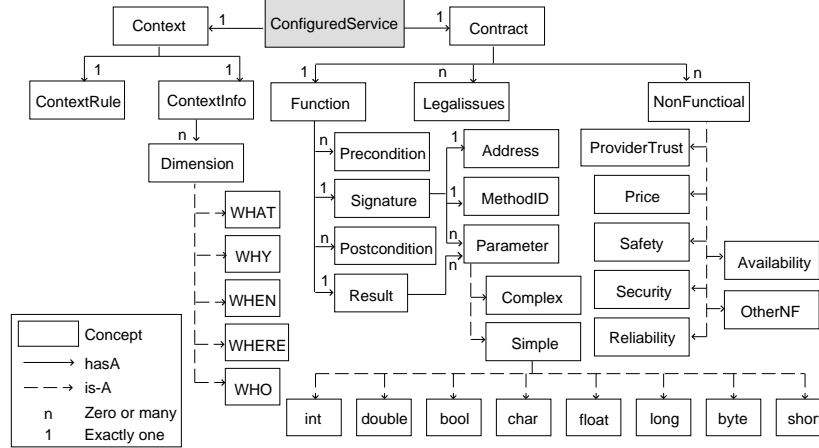 Context 1 ConfiguredService 1 Contract
1 1 1 n n
ContextRule ContextInfo Function Legalissues NonFunctioal
n
Dimension
WHAT
WHY
WHEN
WHERE
WHO
n Precondition
1 Signature
n Postcondition
1 Result
1 Address
1 MethodID
n Parameter
n
Complex
Simple
ProviderTrust
Price
Safety
Availability
Security
OtherNF
Reliability
int double bool char float long byte short
Concept
hasA
is-A
n Zero or many
1 Exactly one